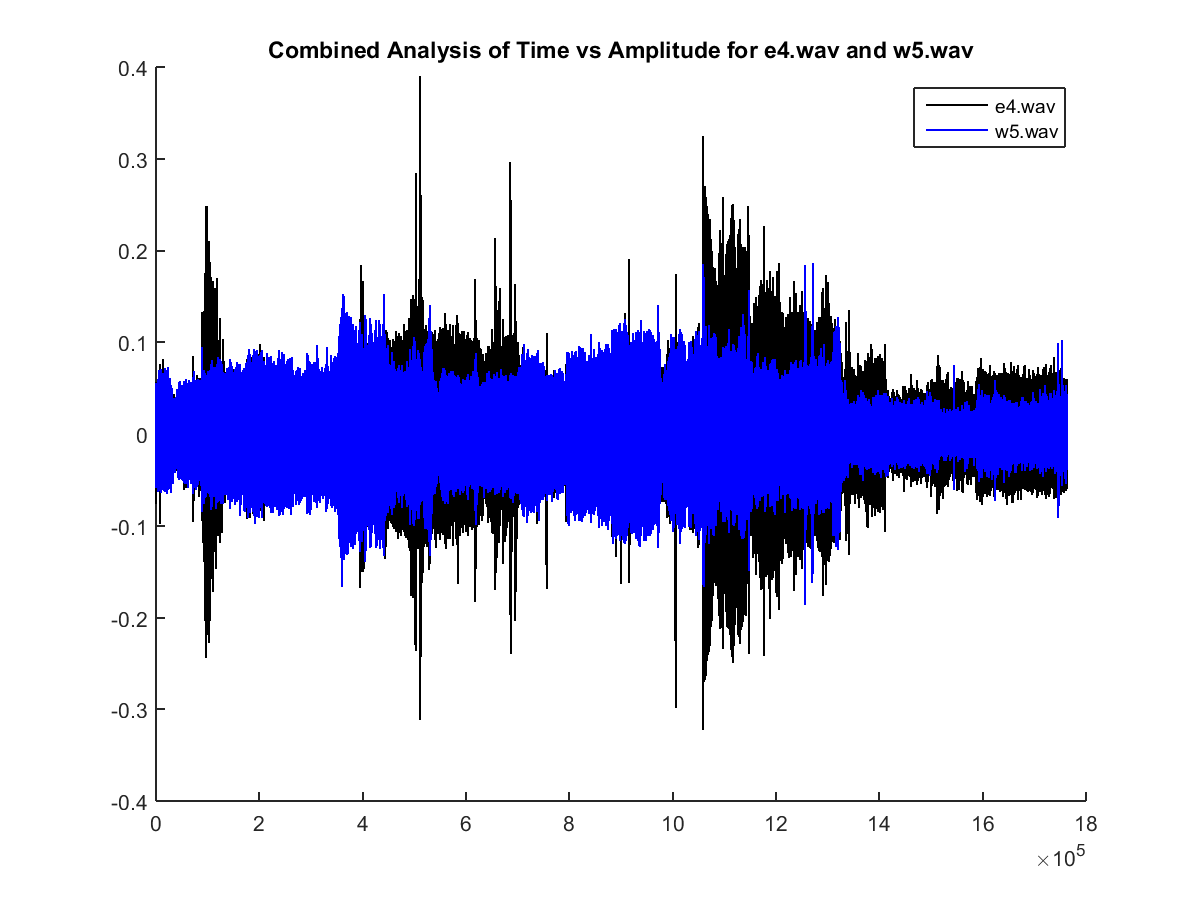 Combined Analysis of Time vs Amplitude for e4.wav and w5.wav
e4.wav
w5.wav
0.4
0.3
0.2
0.1
0
-0.1
-0.2
-0.3
-0.4
0 2 4 6 8 10 12 14 16 18
×10⁵